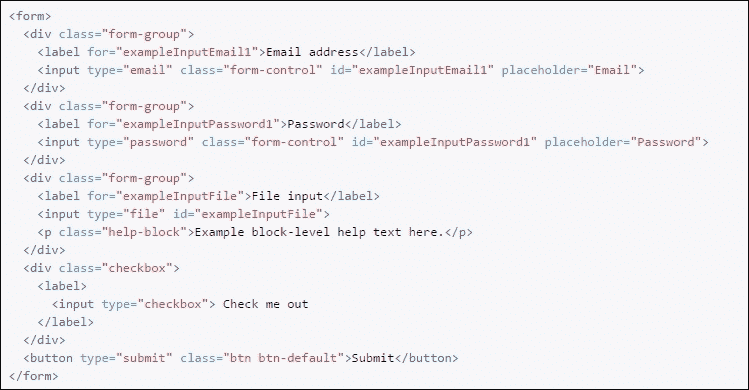 <form>
<div class="form-group">
<label for="exampleInputEmail1">Email address</label>
<input type="email" class="form-control" id="exampleInputEmail1" placeholder="Email">
</div>
<div class="form-group">
<label for="exampleInputPassword1">Password</label>
<input type="password" class="form-control" id="exampleInputPassword1" placeholder="Password">
</div>
<div class="form-group">
<label for="exampleInputFile">File input</label>
<input type="file" id="exampleInputFile">
<p class="help-block">Example block-level help text here.</p>
</div>
<div class="checkbox">
<label>
<input type="checkbox"> Check me out
</label>
</div>
<button type="submit" class="btn btn-default">Submit</button>
</form>